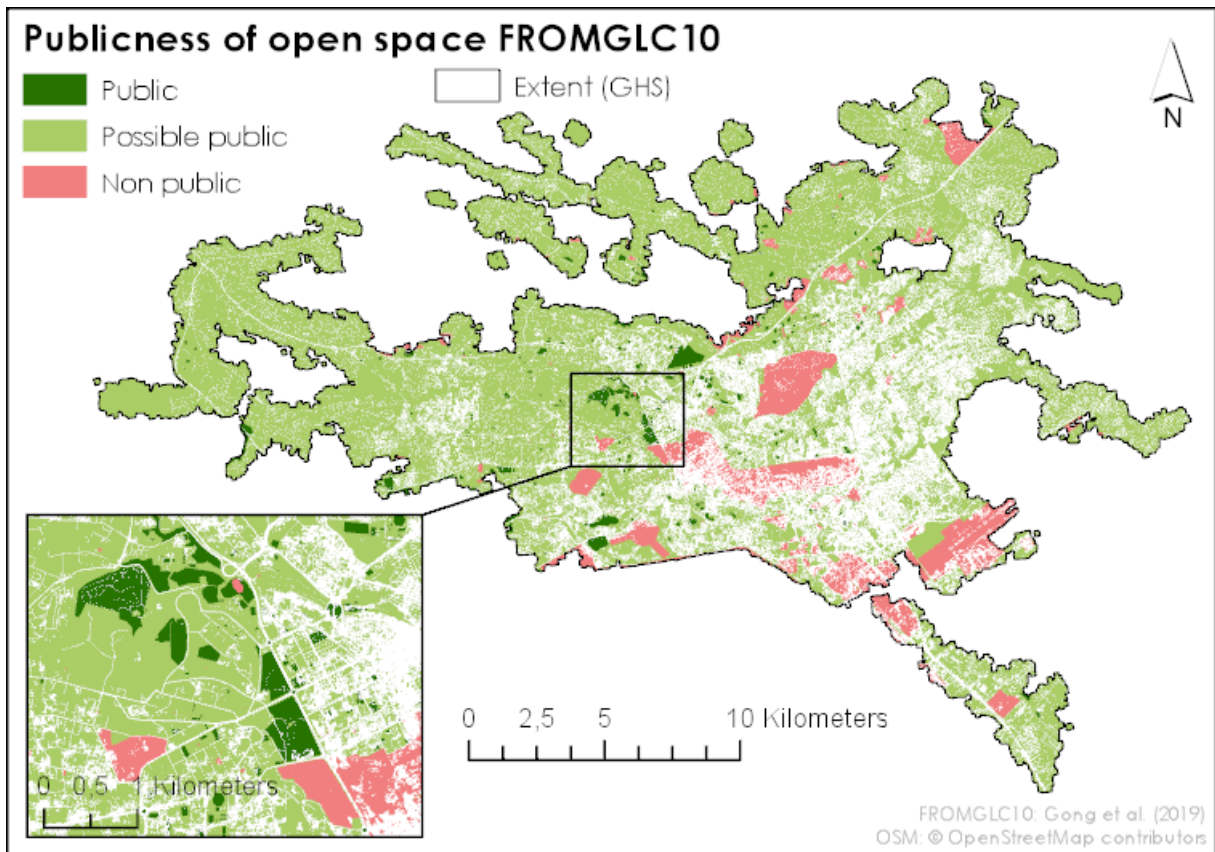 Publicness of open space FROMGLC10
Public
Extent (GHS)
Possible public
Non public
N
0 2,5 5 10 Kilometers
0 0,5 1 Kilometers
FROMGLC10: Gong et al. (2019)
OSM: © OpenStreetMap contributors